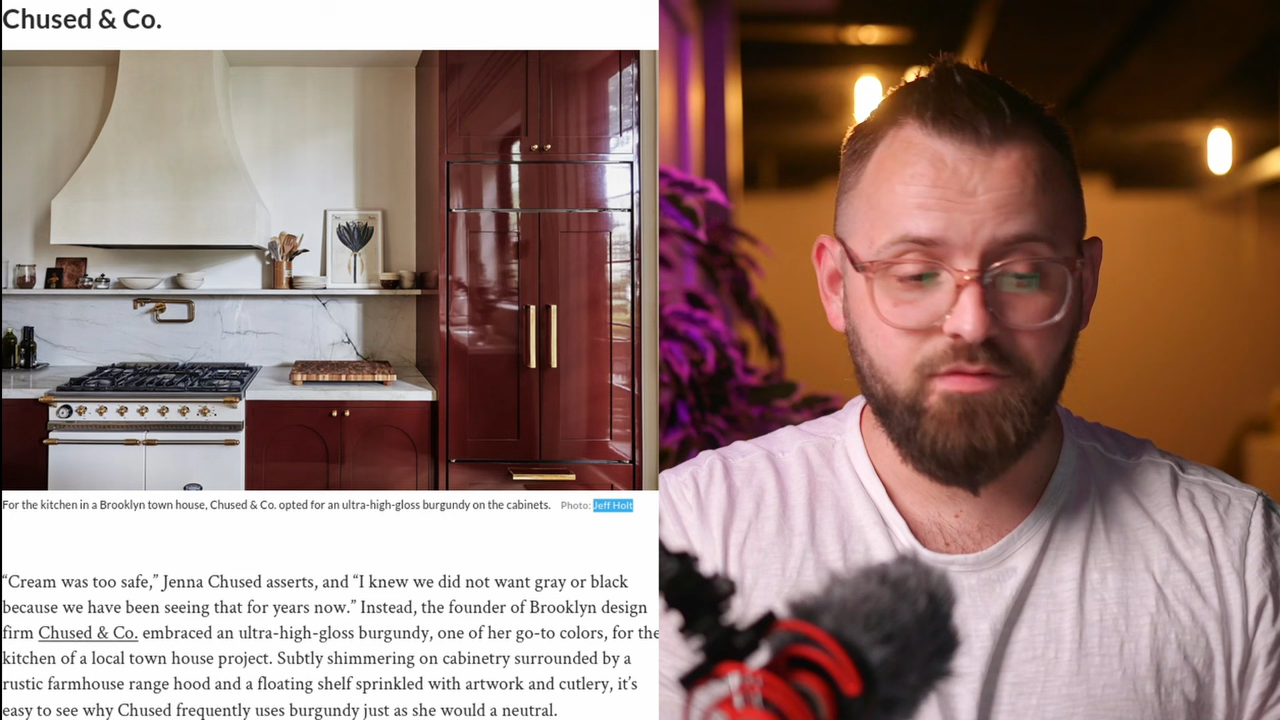 Chused & Co.
For the kitchen in a Brooklyn town house, Chused & Co. opted for an ultra-high-gloss burgundy on the cabinets. Photo: Jeff Holt
“Cream was too safe,” Jenna Chused asserts, and “I knew we did not want gray or black
because we have been seeing that for years now.” Instead, the founder of Brooklyn design
firm Chused & Co. embraced an ultra-high-gloss burgundy, one of her go-to colors, for the
kitchen of a local town house project. Subtly shimmering on cabinetry surrounded by a
rustic farmhouse range hood and a floating shelf sprinkled with artwork and cutlery, it’s
easy to see why Chused frequently uses burgundy just as she would a neutral.